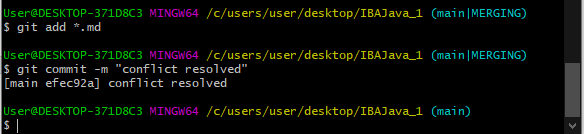 User@DESKTOP-371D8C3 MINGW64 /c/users/user/desktop/IBAJava_1 (main|MERGING)
$ git add *.md
User@DESKTOP-371D8C3 MINGW64 /c/users/user/desktop/IBAJava_1 (main|MERGING)
$ git commit -m "conflict resolved"
[main efec92a] conflict resolved
User@DESKTOP-371D8C3 MINGW64 /c/users/user/desktop/IBAJava_1 (main)
$